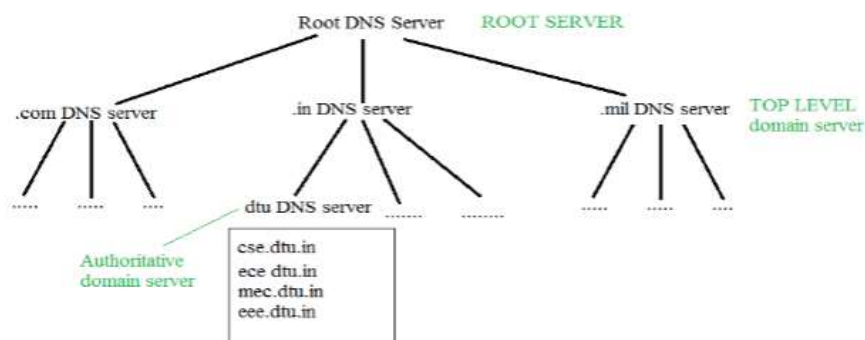 Root DNS Server ROOT SERVER
.com DNS server .in DNS server .mil DNS server TOP LEVEL
domain server
..... ..... .... dtu DNS server ....... ........ ..... ..... ....
Authoritative
domain server
cse.dtu.in
ece dtu.in
mec.dtu.in
eee.dtu.in